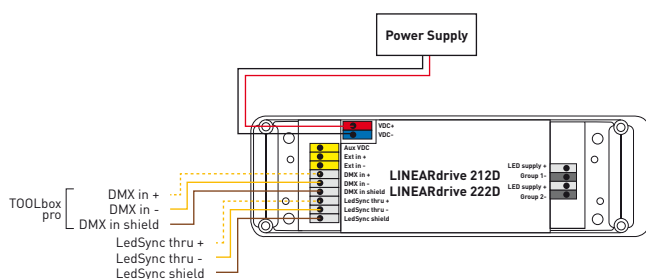 Power Supply
VDC+
VDC-
Aux VDC
Ext in +
Ext in -
DMX in +
DMX in -
DMX in shield
LedSync thru +
LedSync thru -
LedSync shield
LINEARdrive 212D
LINEARdrive 222D
LED supply +
Group 1-
LED supply +
Group 2-
TOOLbox
pro
DMX in +
DMX in -
DMX in shield
LedSync thru +
LedSync thru -
LedSync shield